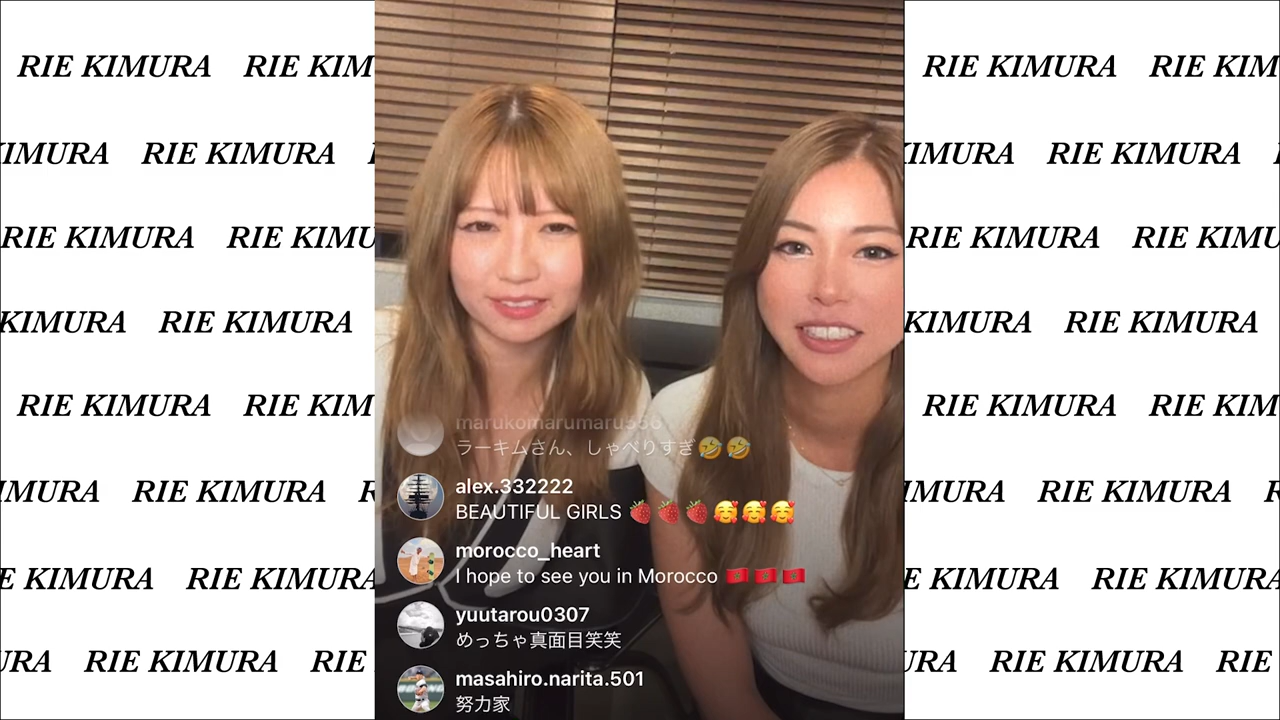 RIE KIMURA RIE KIM
RIE KIMURA RIE KIM
IMURA RIE KIMURA
IMURA RIE KIMURA
RIE KIMURA RIE KIMU
RIE KIMURA RIE KIMU
KIMURA RIE KIMURA
KIMURA RIE KIMURA
RIE KIMURA RIE KIM
RIE KIMURA RIE KIM
marukomarumaru556
ラーキムさん、しゃべりすぎ🤣🤣
IMURA RIE KIMURA R
alex.332222
BEAUTIFUL GIRLS 🍓🍓🍓🥰🥰🥰
IMURA RIE KIMURA R
E KIMURA RIE KIMURA
morocco_heart
I hope to see you in Morocco 🇲🇦🇲🇦🇲🇦
E KIMURA RIE KIMURA
yuutarou0307
めっちゃ真面目笑笑
URA RIE KIMURA RIE
masahiro.narita.501
努力家
URA RIE KIMURA RIE